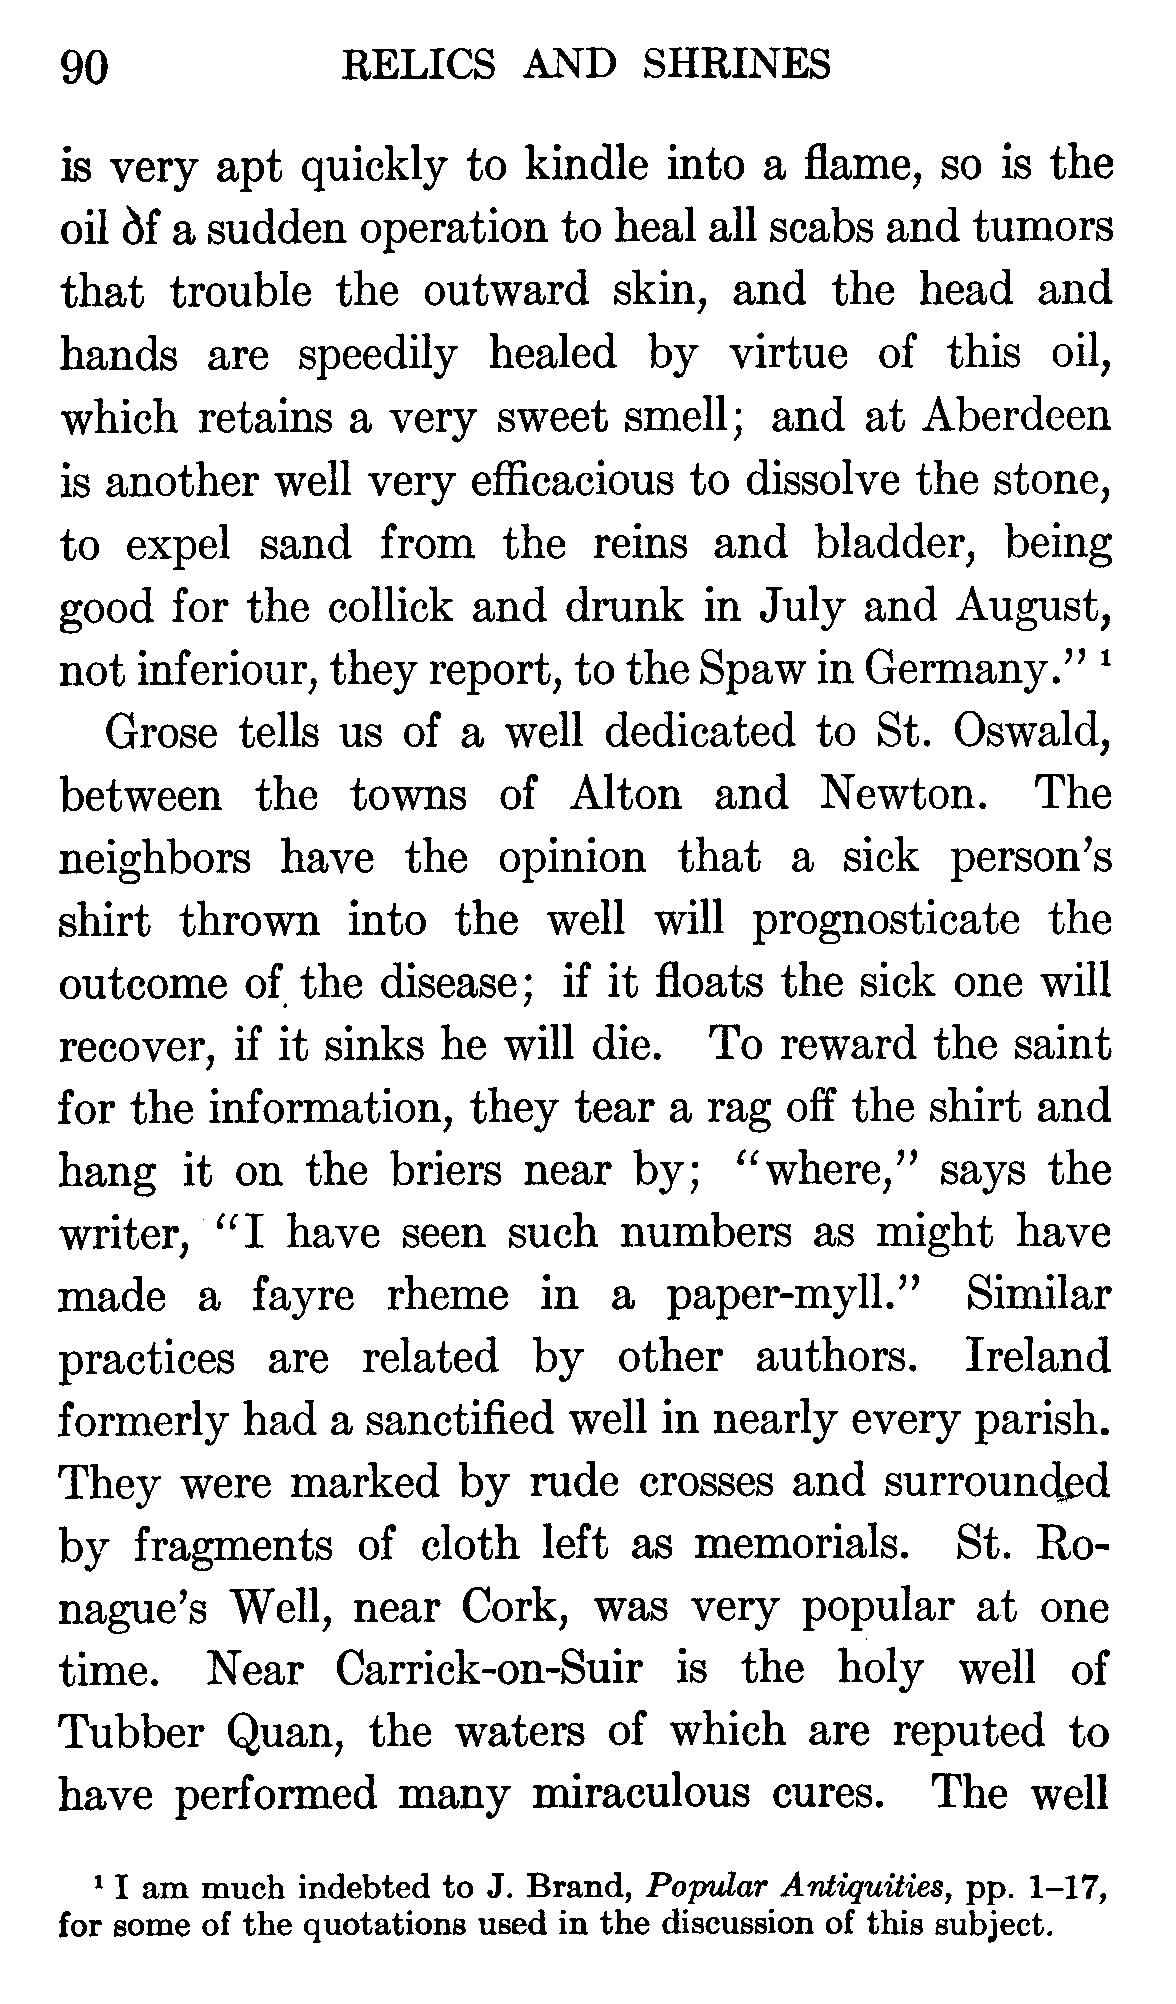 90 RELICS AND SHRINES
is very apt quickly to kindle into a flame, so is the
oil of a sudden operation to heal all scabs and tumors
that trouble the outward skin, and the head and
hands are speedily healed by virtue of this oil,
which retains a very sweet smell; and at Aberdeen
is another well very efficacious to dissolve the stone,
to expel sand from the reins and bladder, being
good for the collick and drunk in July and August,
not inferiour, they report, to the Spaw in Germany.” ¹
Grose tells us of a well dedicated to St. Oswald,
between the towns of Alton and Newton. The
neighbors have the opinion that a sick person’s
shirt thrown into the well will prognosticate the
outcome of the disease; if it floats the sick one will
recover, if it sinks he will die. To reward the saint
for the information, they tear a rag off the shirt and
hang it on the briers near by; “where,” says the
writer, “I have seen such numbers as might have
made a fayre rheme in a paper-myll.” Similar
practices are related by other authors. Ireland
formerly had a sanctified well in nearly every parish.
They were marked by rude crosses and surrounded
by fragments of cloth left as memorials. St. Ro-
nague’s Well, near Cork, was very popular at one
time. Near Carrick-on-Suir is the holy well of
Tubber Quan, the waters of which are reputed to
have performed many miraculous cures. The well
¹ I am much indebted to J. Brand, Popular Antiquities, pp. 1–17,
for some of the quotations used in the discussion of this subject.